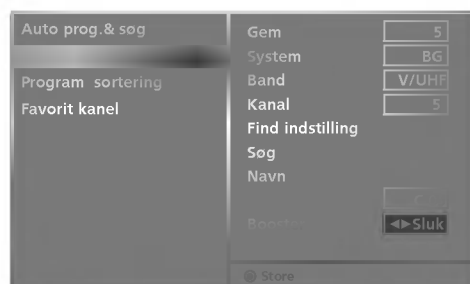 Auto prog.& søg
Program sortering
Favorit kanel
Gem 5
System BG
Band V/UHF
Kanal 5
Find indstilling
Søg
Navn
Booster ◄►Sluk
Store